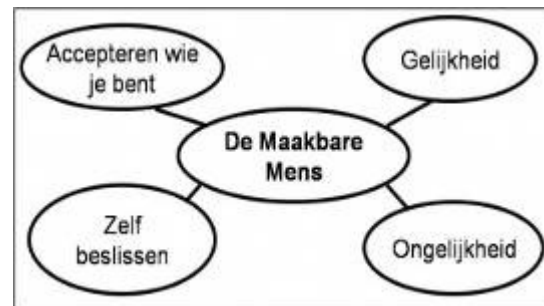 Accepteren wie
je bent
Gelijkheid
De Maakbare
Mens
Zelf
beslissen
Ongelijkheid